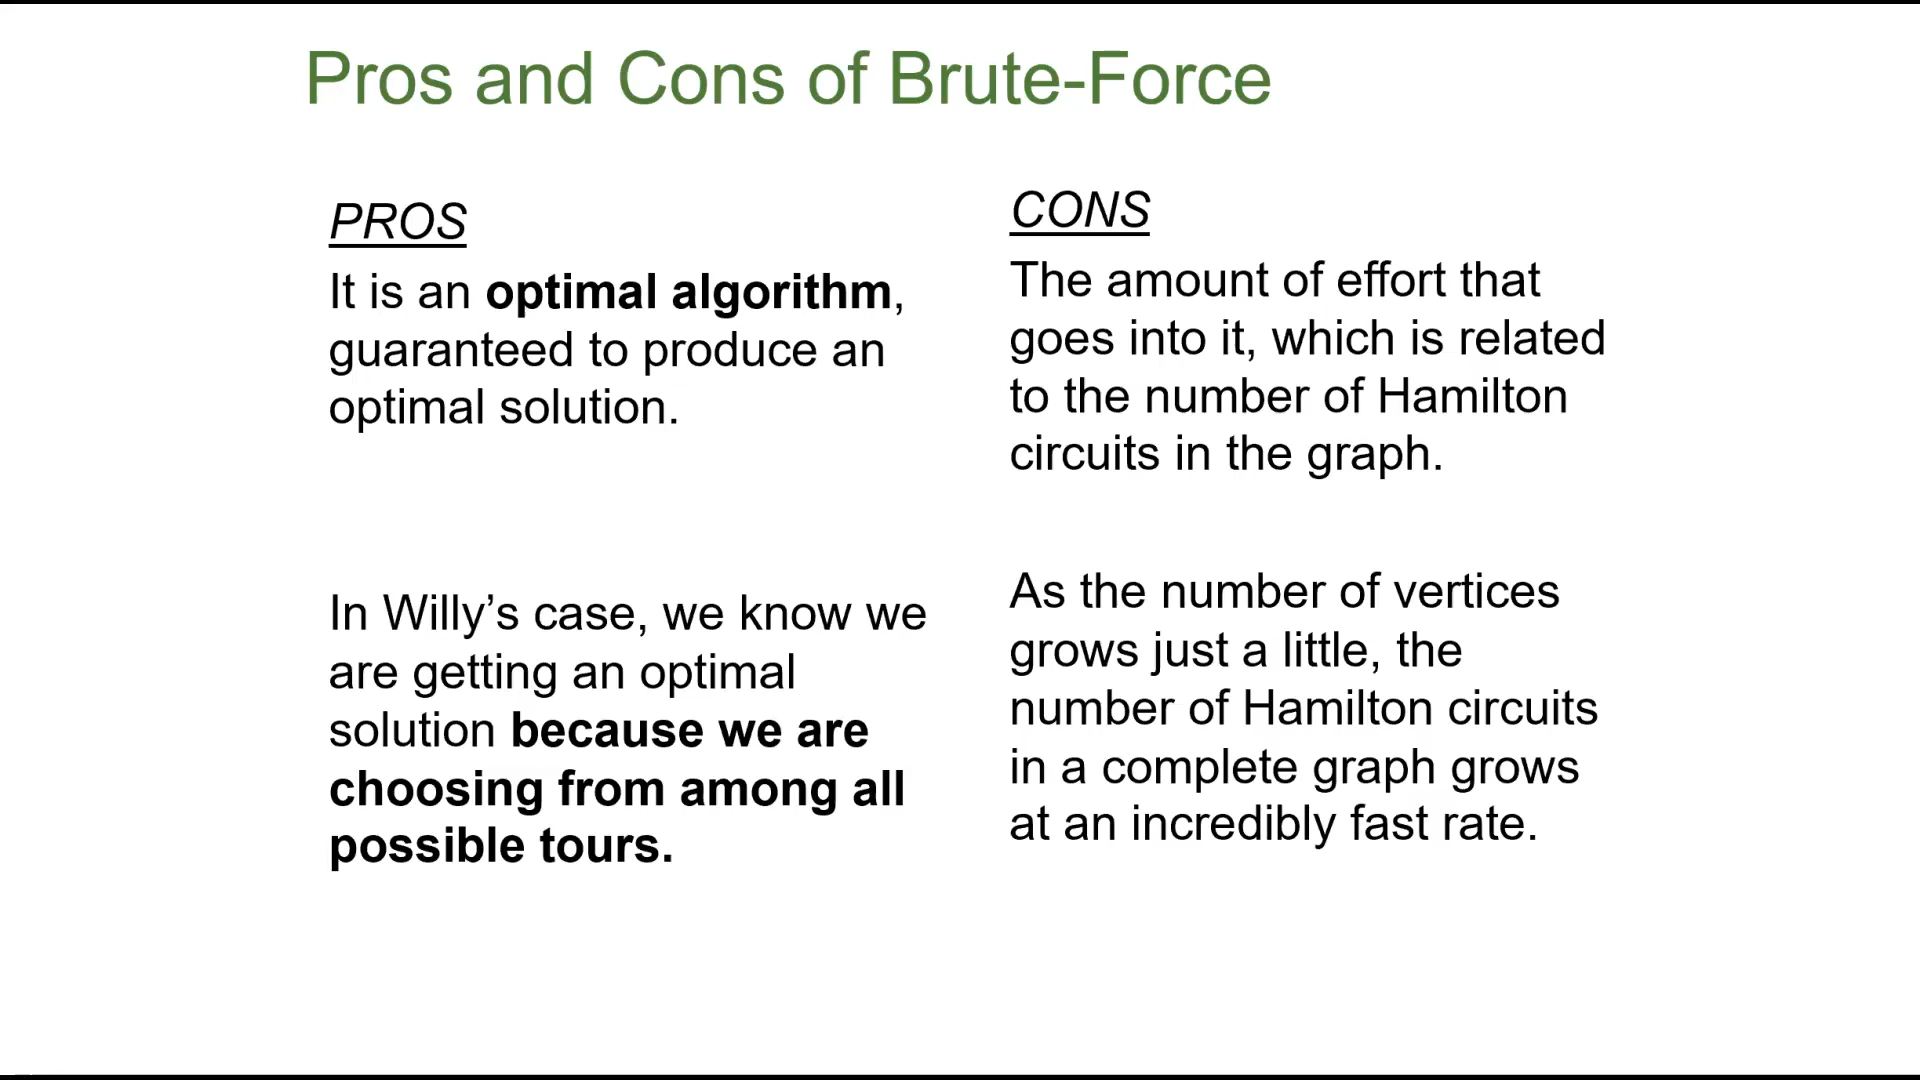 Pros and Cons of Brute-Force
PROS
It is an optimal algorithm,
guaranteed to produce an
optimal solution.
In Willy’s case, we know we
are getting an optimal
solution because we are
choosing from among all
possible tours.
CONS
The amount of effort that
goes into it, which is related
to the number of Hamilton
circuits in the graph.
As the number of vertices
grows just a little, the
number of Hamilton circuits
in a complete graph grows
at an incredibly fast rate.